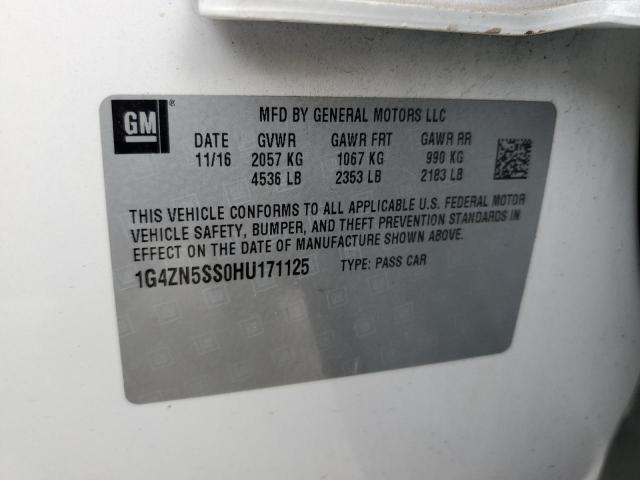 GM
MFD BY GENERAL MOTORS LLC
DATE GVWR GAWR FRT GAWR RR
11/16 2057 KG 1067 KG 990 KG
4536 LB 2353 LB 2183 LB
THIS VEHICLE CONFORMS TO ALL APPLICABLE U.S. FEDERAL MOTOR
VEHICLE SAFETY, BUMPER, AND THEFT PREVENTION STANDARDS IN
EFFECT ON THE DATE OF MANUFACTURE SHOWN ABOVE.
1G4ZN5SS0HU171125 TYPE: PASS CAR